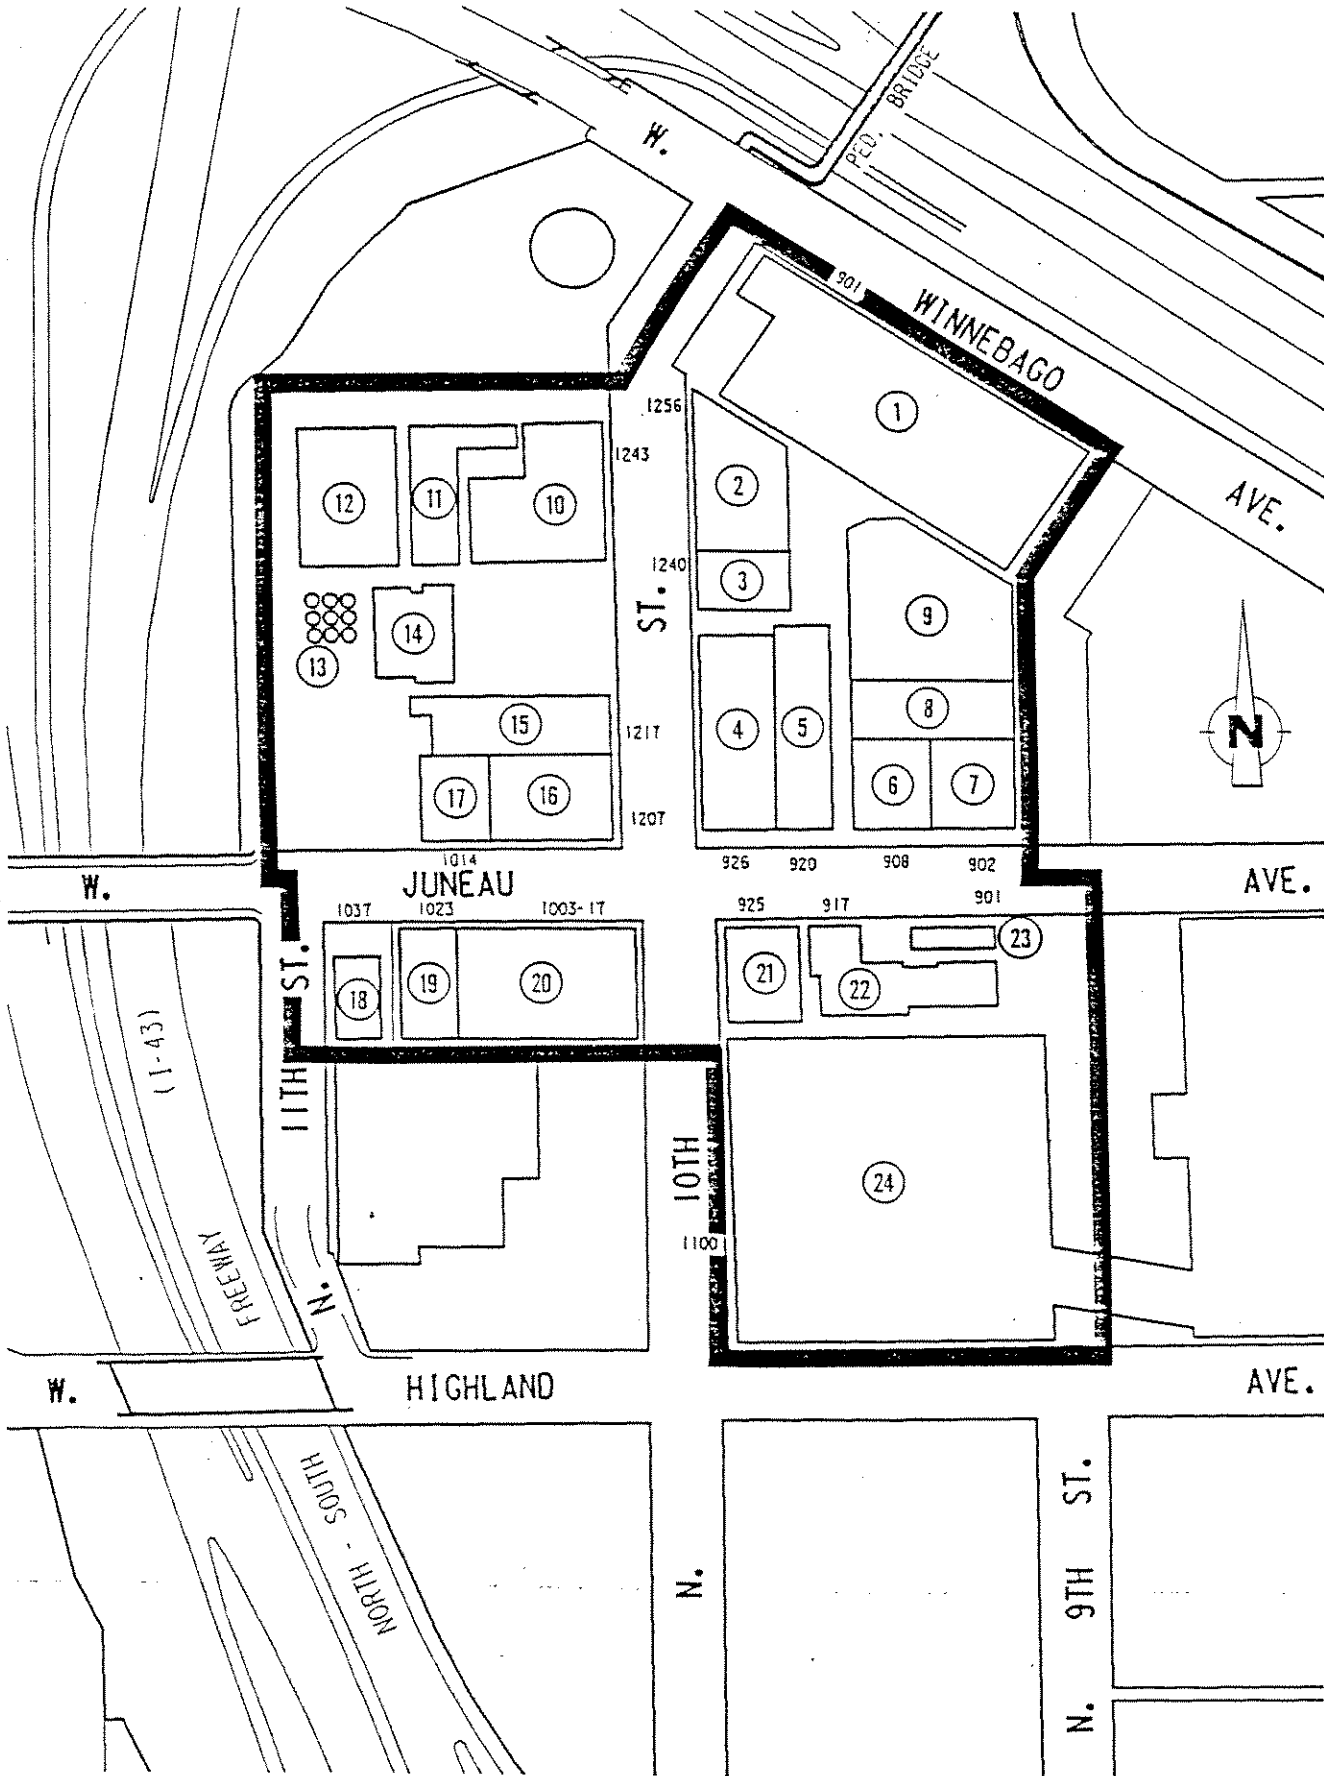 PED. BRIDGE
W. WINNEBAGO AVE.
901
1
1256
1243
2
12
11
10
1240
3
ST.
9
13
14
N
15
1217
4
5
8
17
16
6
7
1207
1014
926
920
908
902
W. JUNEAU AVE.
1037
1023
1003-17
925
917
901
23
ST.
18
19
20
21
22
(I-43)
11TH
10TH
24
1100
FREEWAY
N.
W. HIGHLAND AVE.
NORTH - SOUTH
N.
N. 9TH ST.